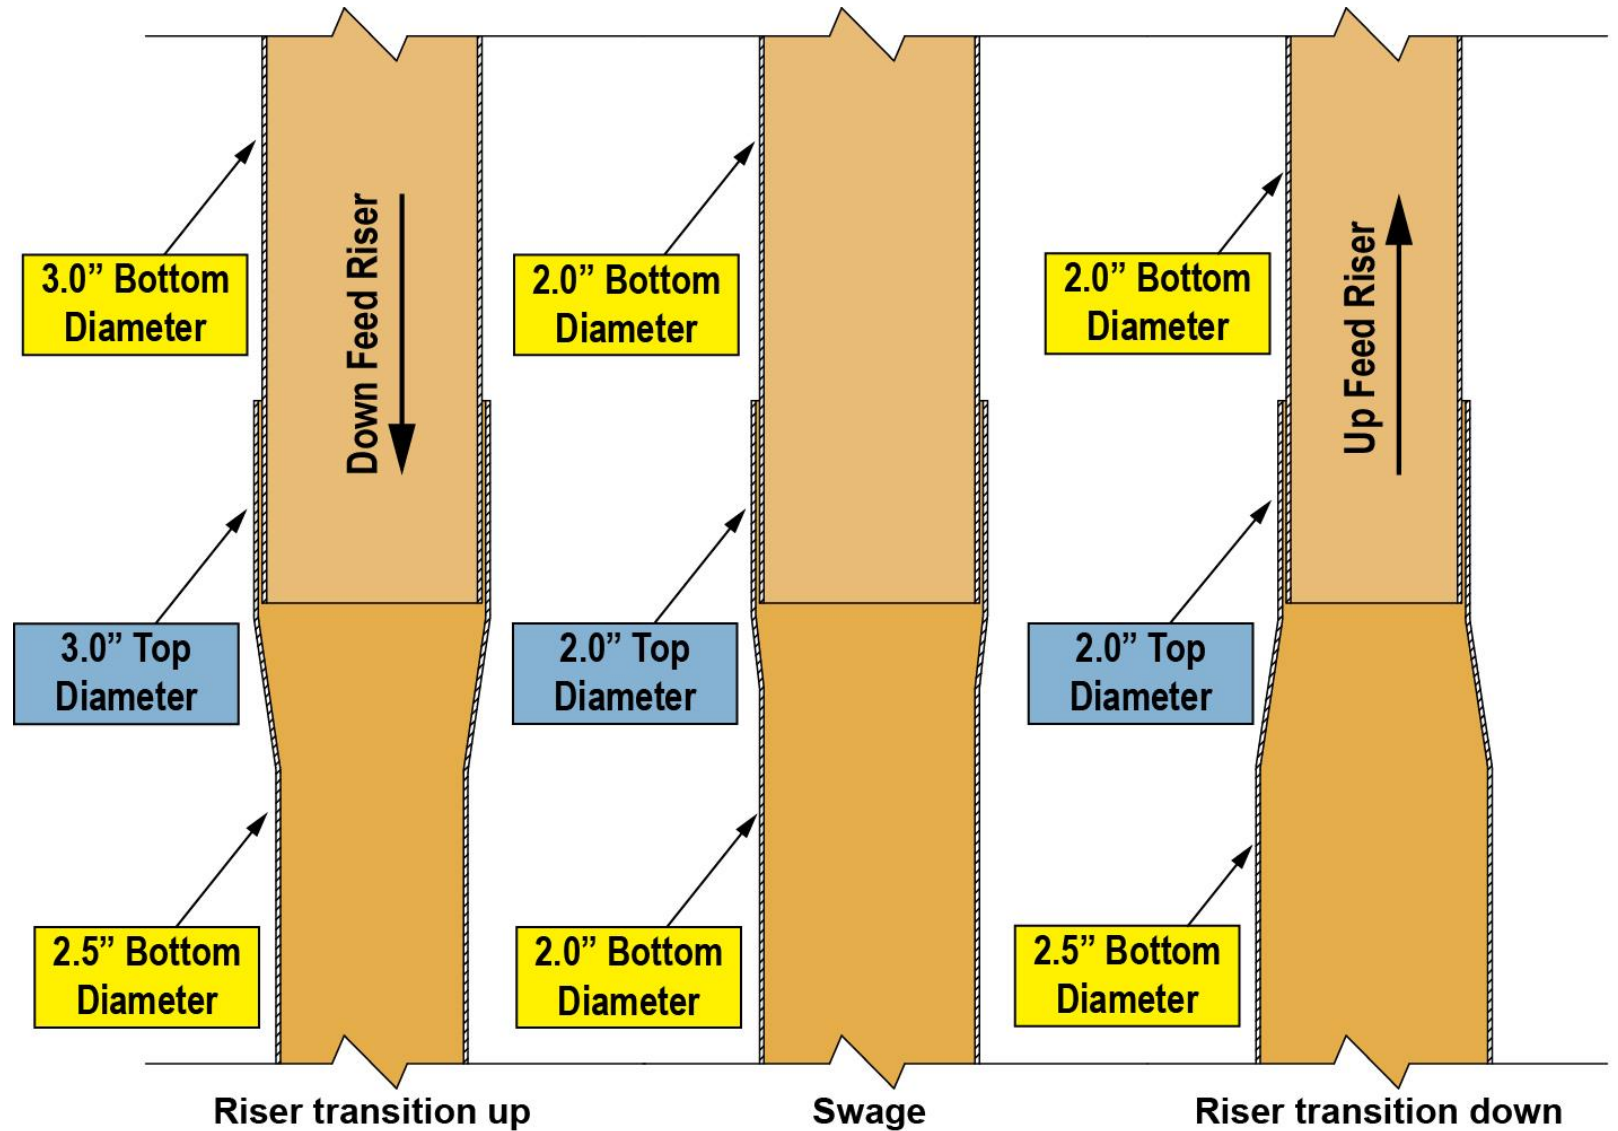 Down Feed Riser
3.0” Bottom
Diameter
3.0” Top
Diameter
2.5” Bottom
Diameter
Riser transition up
2.0” Bottom
Diameter
2.0” Top
Diameter
2.0” Bottom
Diameter
Swage
Up Feed Riser
2.0” Bottom
Diameter
2.0” Top
Diameter
2.5” Bottom
Diameter
Riser transition down